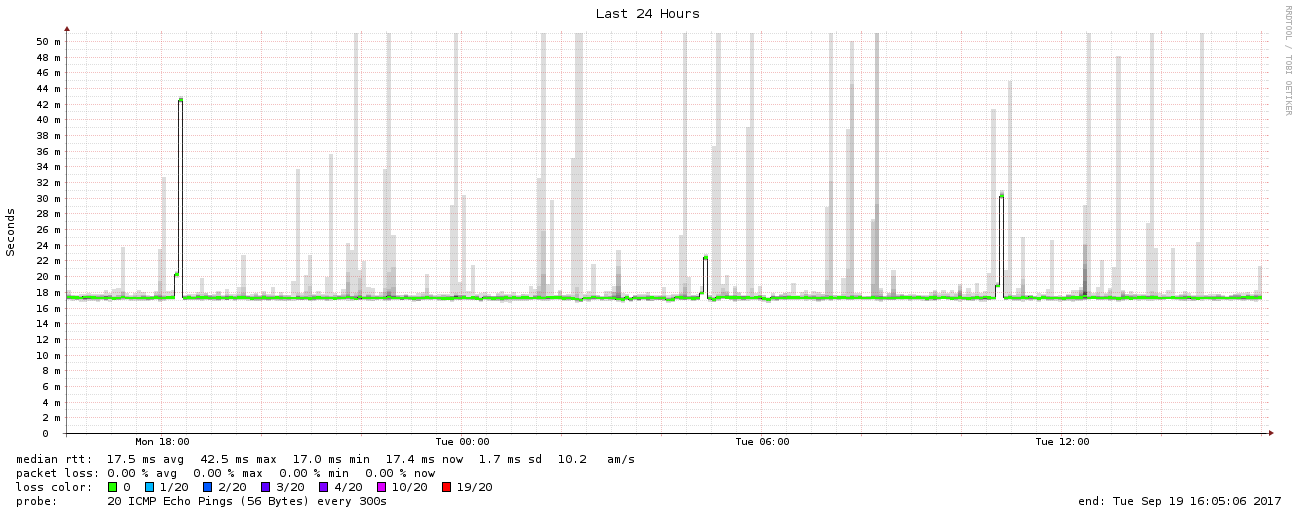 Last 24 Hours
RRDTOOL / TOBI OETIKER
Seconds
50 m
48 m
46 m
44 m
42 m
40 m
38 m
36 m
34 m
32 m
30 m
28 m
26 m
24 m
22 m
20 m
18 m
16 m
14 m
12 m
10 m
8 m
6 m
4 m
2 m
0
Mon 18:00 Tue 00:00 Tue 06:00 Tue 12:00
median rtt: 17.5 ms avg 42.5 ms max 17.0 ms min 17.4 ms now 1.7 ms sd 10.2 am/s
packet loss: 0.00 % avg 0.00 % max 0.00 % min 0.00 % now
loss color: 0 1/20 2/20 3/20 4/20 10/20 19/20
probe: 20 ICMP Echo Pings (56 Bytes) every 300s end: Tue Sep 19 16:05:06 2017